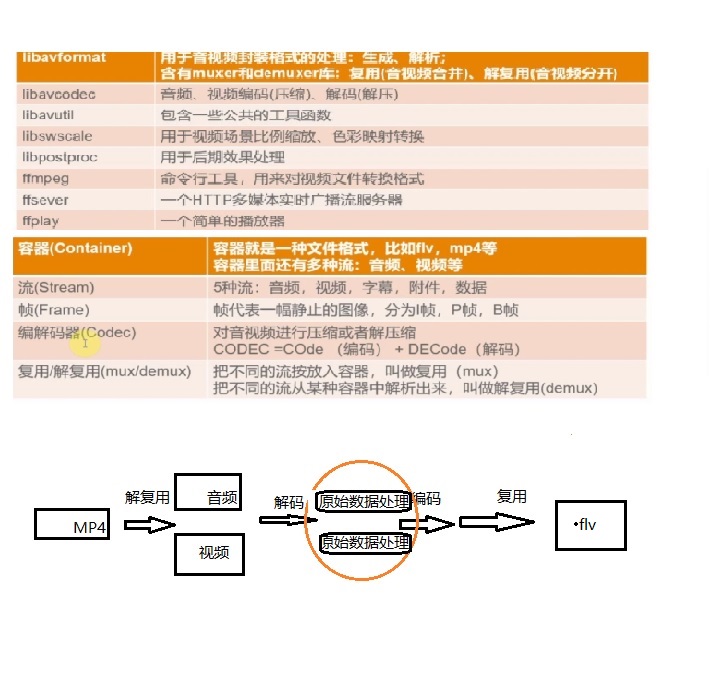 libavformat 用于音视频封装格式的处理：生成、解析；
含有muxer和demuxer库：复用(音视频合并)、解复用(音视频分开)
libavcodec 音频、视频编码(压缩)、解码(解压)
libavutil 包含一些公共的工具函数
libswscale 用于视频场景比例缩放、色彩映射转换
libpostproc 用于后期效果处理
ffmpeg 命令行工具，用来对视频文件转换格式
ffsever 一个HTTP多媒体实时广播流服务器
ffplay 一个简单的播放器
容器(Container) 容器就是一种文件格式，比如flv，mp4等
容器里面还有多种流：音频、视频等
流(Stream) 5种流：音频，视频，字幕，附件，数据
帧(Frame) 帧代表一幅静止的图像，分为I帧，P帧，B帧
编解码器(Codec) 对音视频进行压缩或者解压缩
CODEC =COde （编码） + DECode（解码）
复用/解复用(mux/demux) 把不同的流按放入容器，叫做复用（mux）
把不同的流从某种容器中解析出来，叫做解复用(demux)
MP4
解复用
音频
视频
解码
原始数据处理
原始数据处理
编码
复用
•flv